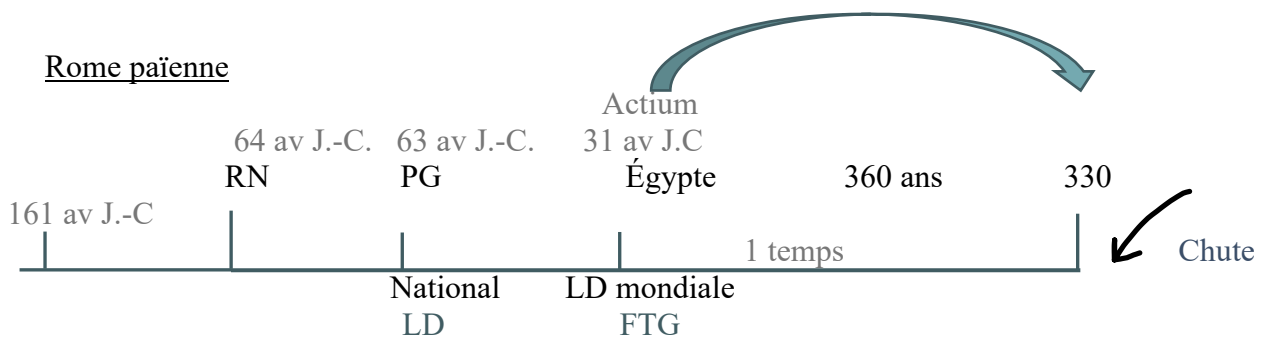 Rome païenne
Actium
64 av J.-C. 63 av J.-C. 31 av J.C
RN PG Égypte 360 ans 330
161 av J.-C
1 temps Chute
National LD mondiale
LD FTG